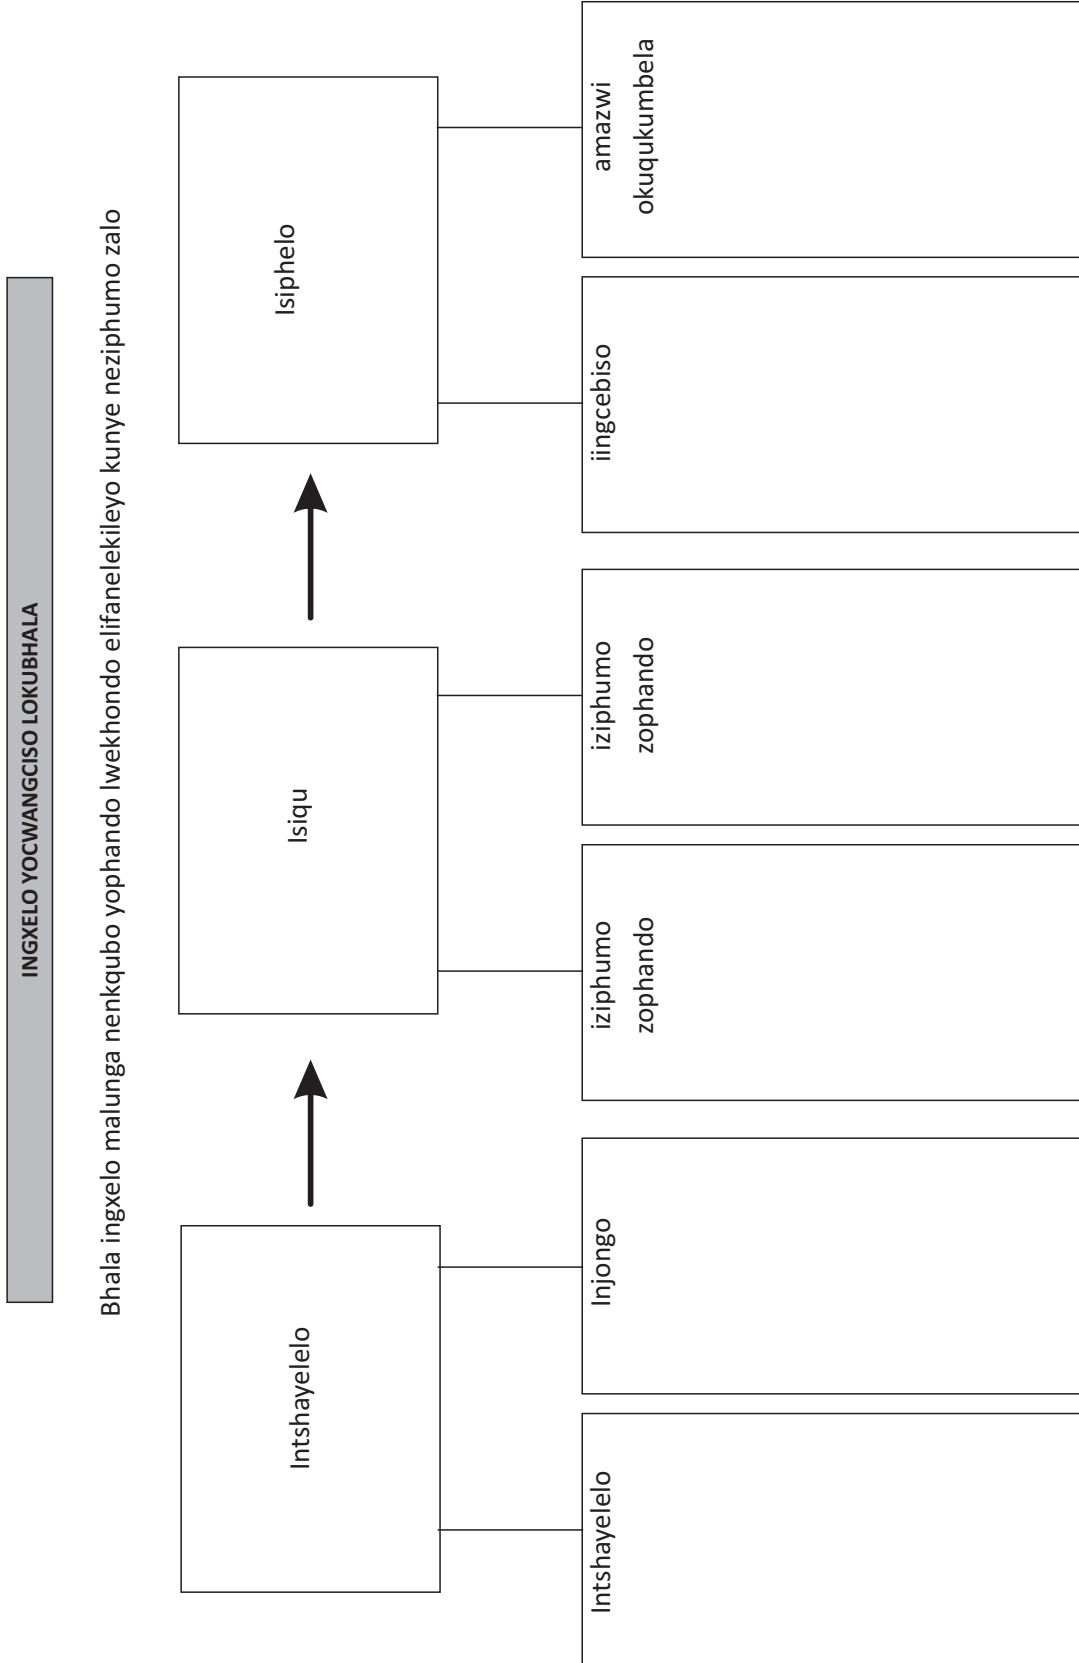 INGXELO YOCWANGCISO LOKUBHALA
Bhala ingxelo malunga nenkqubo yophando lwekhondo elifanelekileyo kunye neziphumo zalo
Intshayelelo
Isiqu
Isiphelo
Intshayelelo
Injongo
iziphumo
zophando
iziphumo
zophando
iingcebiso
amazwi
okuqukumbela